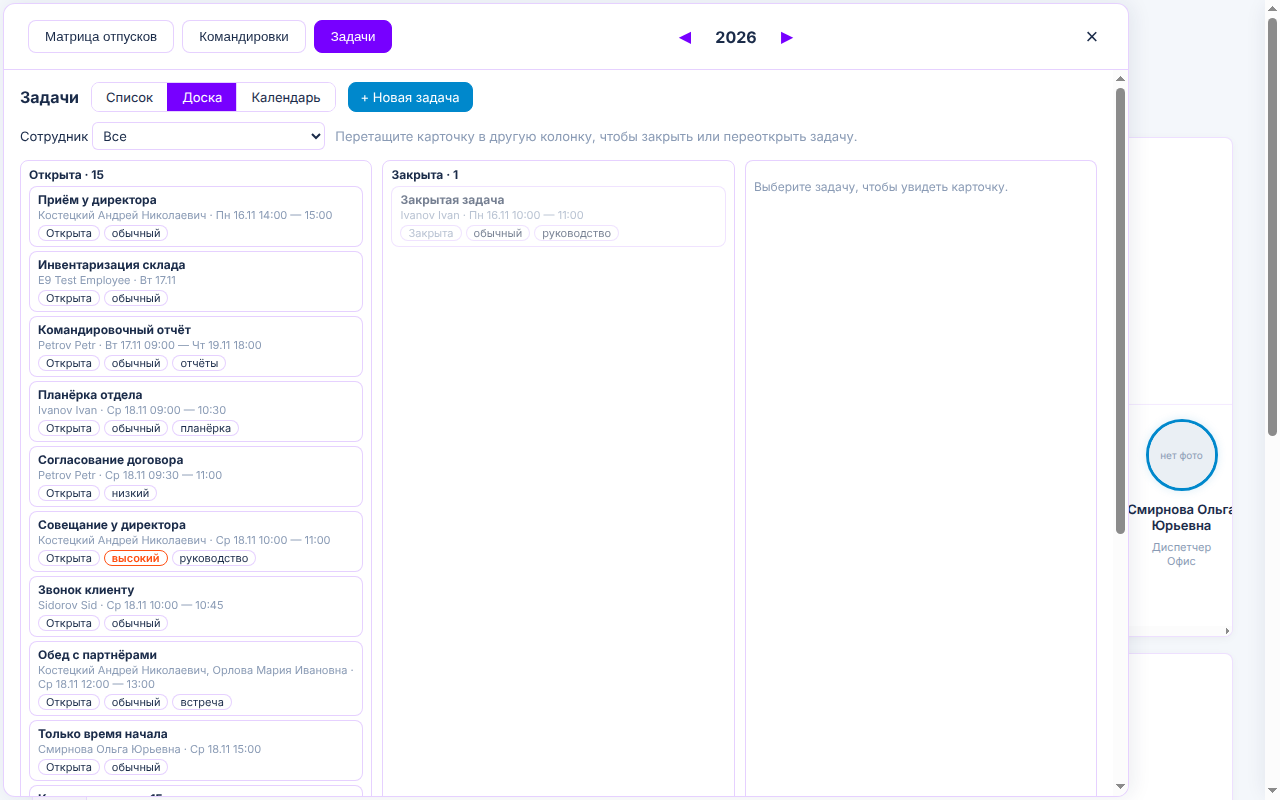 Матрица отпусков
Командировки
Задачи
◀ 2026 ▶
×
Задачи
Список
Доска
Календарь
+ Новая задача
Сотрудник Все
Перетащите карточку в другую колонку, чтобы закрыть или переоткрыть задачу.
Открыта · 15
Приём у директора
Костецкий Андрей Николаевич · Пн 16.11 14:00 — 15:00
Открыта обычный
Инвентаризация склада
E9 Test Employee · Вт 17.11
Открыта обычный
Командировочный отчёт
Petrov Petr · Вт 17.11 09:00 — Чт 19.11 18:00
Открыта обычный отчёты
Планёрка отдела
Ivanov Ivan · Ср 18.11 09:00 — 10:30
Открыта обычный планёрка
Согласование договора
Petrov Petr · Ср 18.11 09:30 — 11:00
Открыта низкий
Совещание у директора
Костецкий Андрей Николаевич · Ср 18.11 10:00 — 11:00
Открыта высокий руководство
Звонок клиенту
Sidorov Sid · Ср 18.11 10:00 — 10:45
Открыта обычный
Обед с партнёрами
Костецкий Андрей Николаевич, Орлова Мария Ивановна ·
Ср 18.11 12:00 — 13:00
Открыта обычный встреча
Только время начала
Смирнова Ольга Юрьевна · Ср 18.11 15:00
Открыта обычный
Закрыта · 1
Закрытая задача
Ivanov Ivan · Пн 16.11 10:00 — 11:00
Закрыта обычный руководство
Выберите задачу, чтобы увидеть карточку.
нет фото
Смирнова Ольга
Юрьевна
Диспетчер
Офис